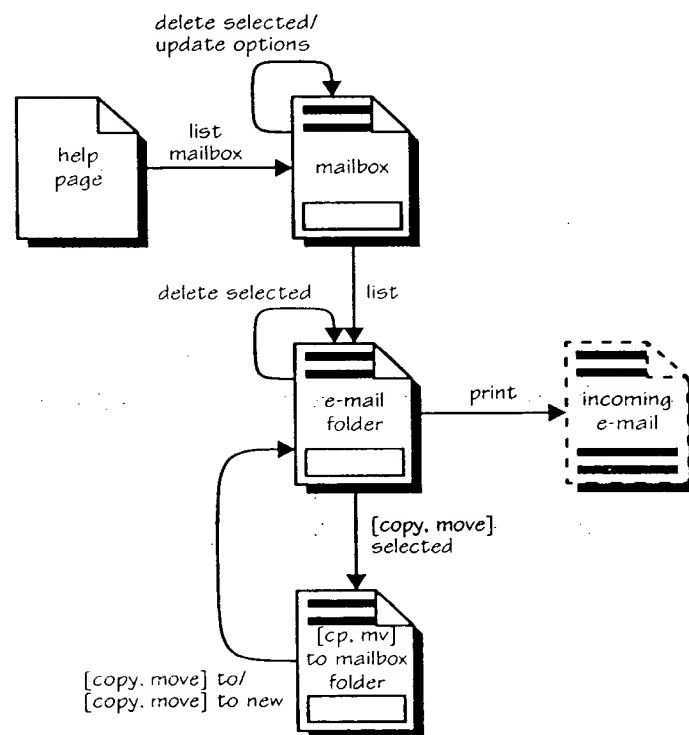 delete selected/
update options
list
mailbox
help
page
mailbox
delete selected
list
e-mail
folder
print
incoming
e-mail
[copy, move]
selected
[cp, mv]
to mailbox
folder
[copy, move] to/
[copy, move] to new